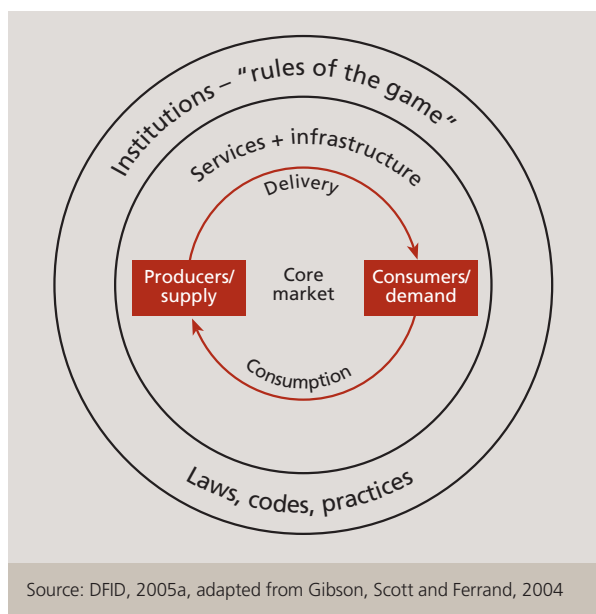 Institutions – “rules of the game”
Services + infrastructure
Delivery
Producers/
supply
Core
market
Consumers/
demand
Consumption
Laws, codes, practices
Source: DFID, 2005a, adapted from Gibson, Scott and Ferrand, 2004